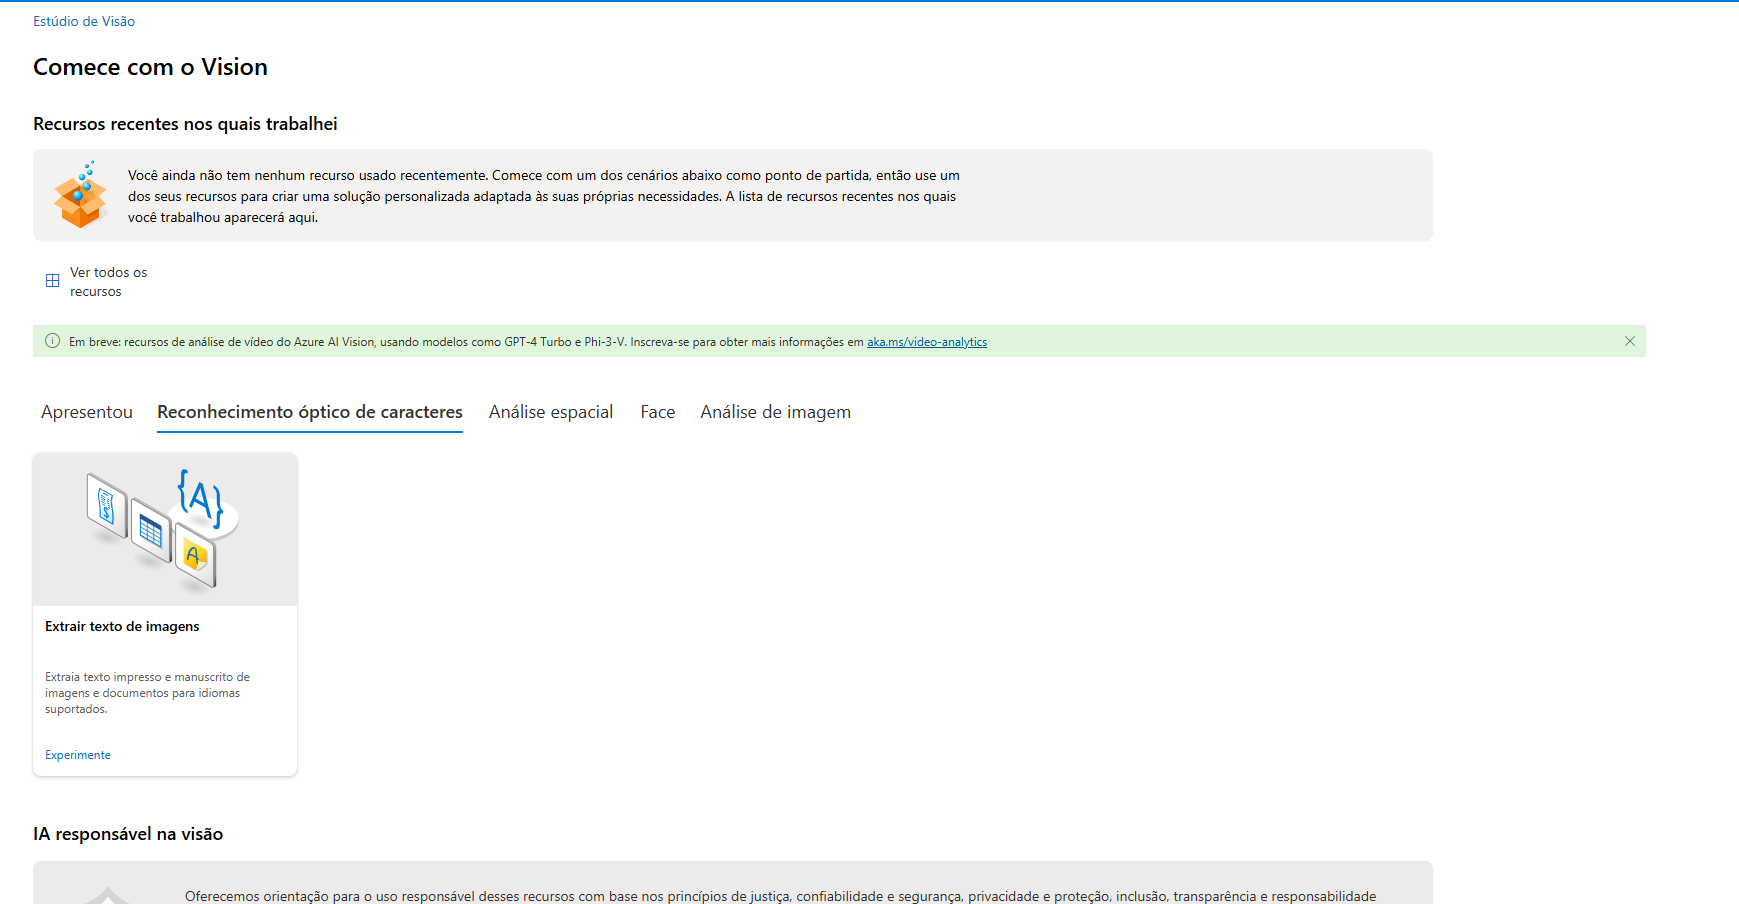 Estúdio de Visão
Comece com o Vision
Recursos recentes nos quais trabalhei
Você ainda não tem nenhum recurso usado recentemente. Comece com um dos cenários abaixo como ponto de partida, então use um
dos seus recursos para criar uma solução personalizada adaptada às suas próprias necessidades. A lista de recursos recentes nos quais
você trabalhou aparecerá aqui.
Ver todos os
recursos
Em breve: recursos de análise de vídeo do Azure AI Vision, usando modelos como GPT-4 Turbo e Phi-3-V. Inscreva-se para obter mais informações em aka.ms/video-analytics
Apresentou Reconhecimento óptico de caracteres Análise espacial Face Análise de imagem
{A}
A
Extrair texto de imagens
Extraia texto impresso e manuscrito de
imagens e documentos para idiomas
suportados.
Experimente
IA responsável na visão
Oferecemos orientação para o uso responsável desses recursos com base nos princípios de justiça, confiabilidade e segurança, privacidade e proteção, inclusão, transparência e responsabilidade